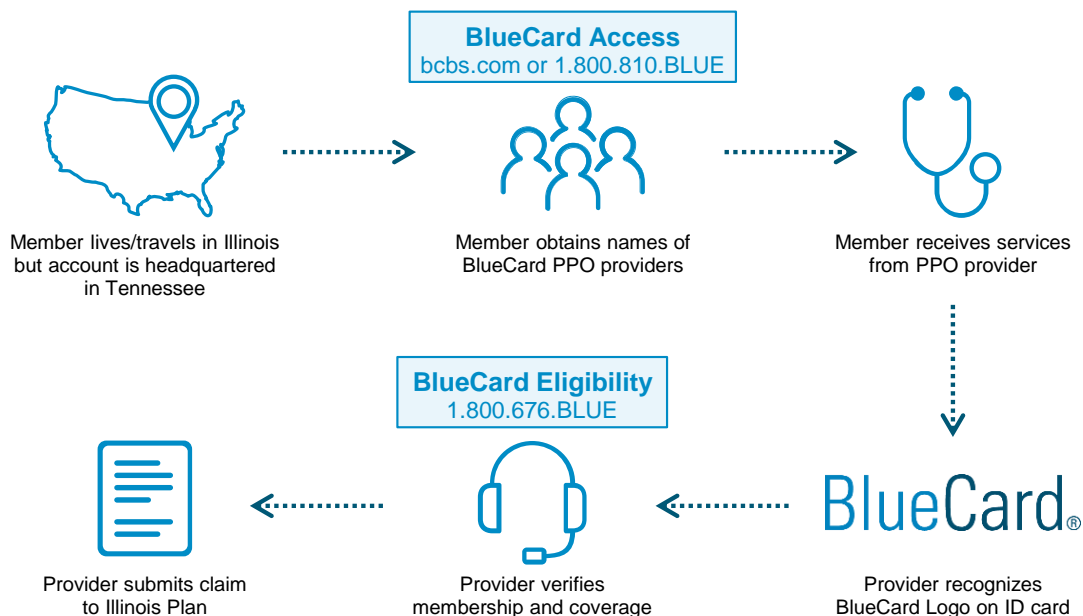 BlueCard Access
bcbs.com or 1.800.810.BLUE
Member lives/travels in Illinois
but account is headquartered
in Tennessee
Member obtains names of
BlueCard PPO providers
Member receives services
from PPO provider
BlueCard®
Provider recognizes
BlueCard Logo on ID card
BlueCard Eligibility
1.800.676.BLUE
Provider verifies
membership and coverage
Provider submits claim
to Illinois Plan